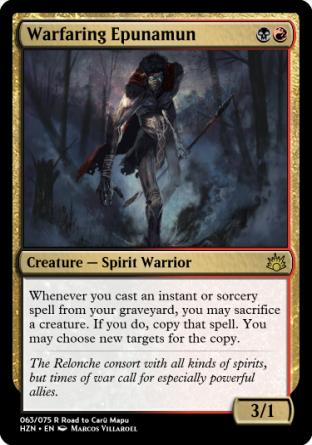 Warfaring Epunamun
Creature — Spirit Warrior
Whenever you cast an instant or sorcery
spell from your graveyard, you may sacrifice
a creature. If you do, copy that spell. You
may choose new targets for the copy.
The Relonche consort with all kinds of spirits,
but times of war call for especially powerful
allies.
3/1
063/075 R Road to Carü Mapu
HZN • EN Marcos Villaroel